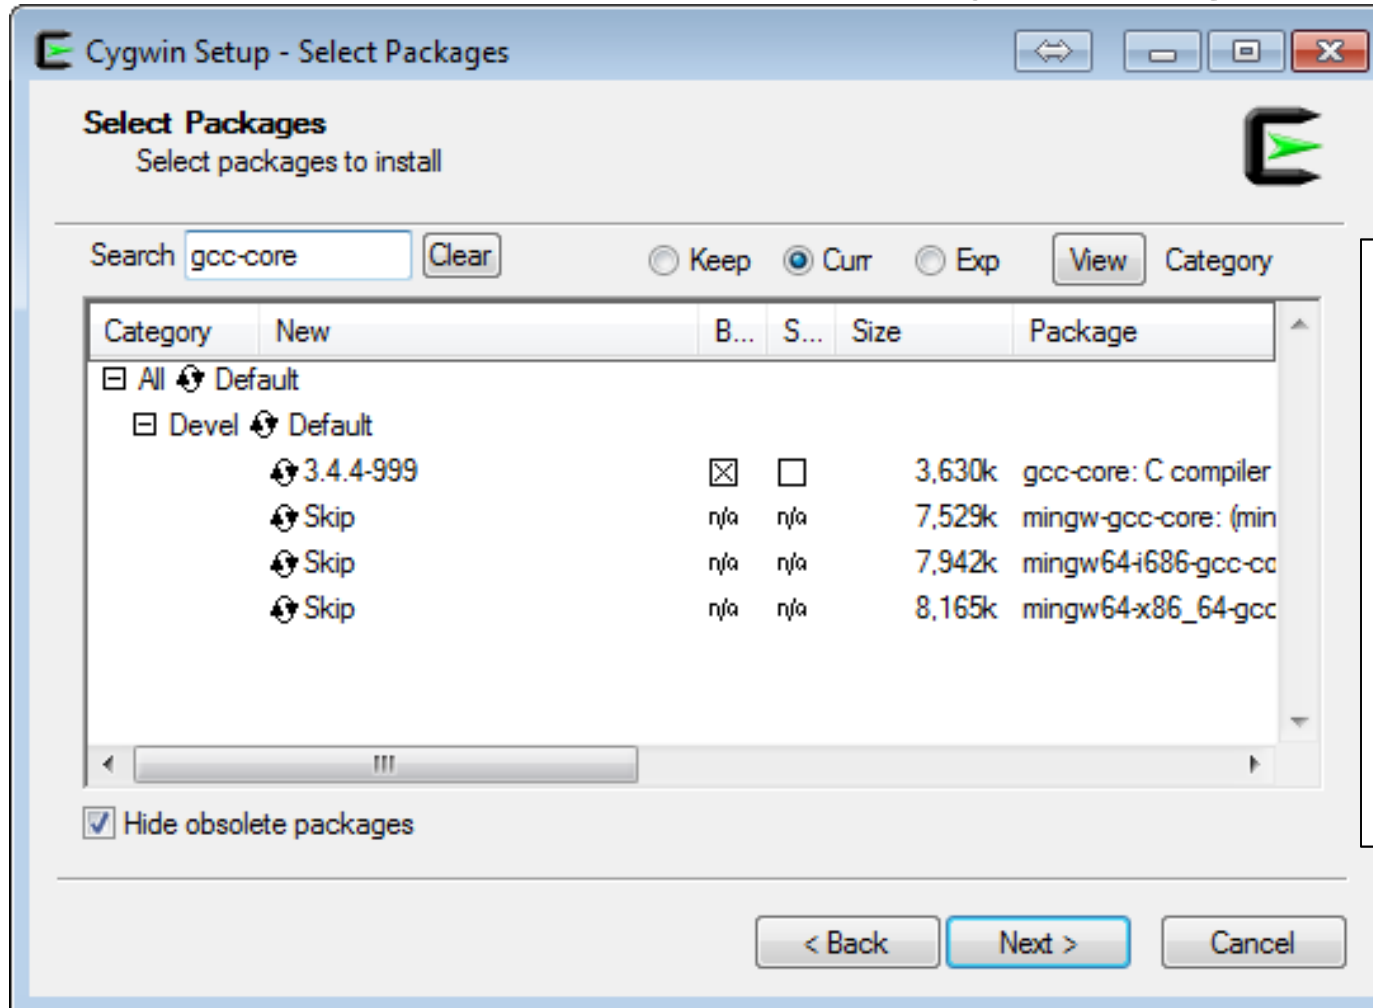 Cygwin Setup - Select Packages
Select Packages
Select packages to install
Search gcc-core Clear Keep Curr Exp View Category
Category New B... S... Size Package
All Default
Devel Default
3.4.4-999 3,630k gcc-core: C compiler
Skip n/a n/a 7,529k mingw-gcc-core: (min
Skip n/a n/a 7,942k mingw64-i686-gcc-co
Skip n/a n/a 8,165k mingw64-x86_64-gcc
Hide obsolete packages
< Back Next > Cancel